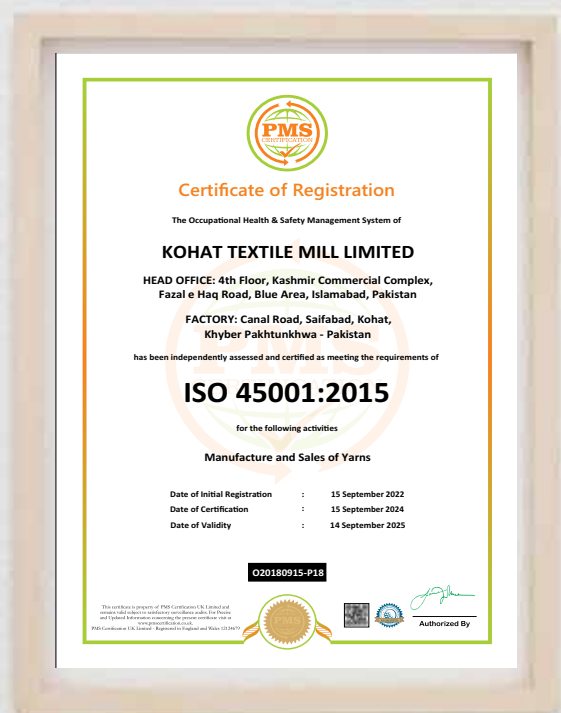 PMS
CERTIFICATION
Certificate of Registration
The Occupational Health & Safety Management System of
KOHAT TEXTILE MILL LIMITED
HEAD OFFICE: 4th Floor, Kashmir Commercial Complex,
Fazal e Haq Road, Blue Area, Islamabad, Pakistan
FACTORY: Canal Road, Saifabad, Kohat,
Khyber Pakhtunkhwa - Pakistan
has been independently assessed and certified as meeting the requirements of
ISO 45001:2015
for the following activities
Manufacture and Sales of Yarns
Date of Initial Registration : 15 September 2022
Date of Certification : 15 September 2024
Date of Validity : 14 September 2025
O20180915-P18
This certificate is property of PMS Certification UK Limited and
remains valid subject to satisfactory surveillance audits. For Precise
and Updated Information concerning the present certificate visit at
www.pmscertification.co.uk.
PMS Certification UK Limited - Registered in England and Wales 12124679
PMS
Authorized By